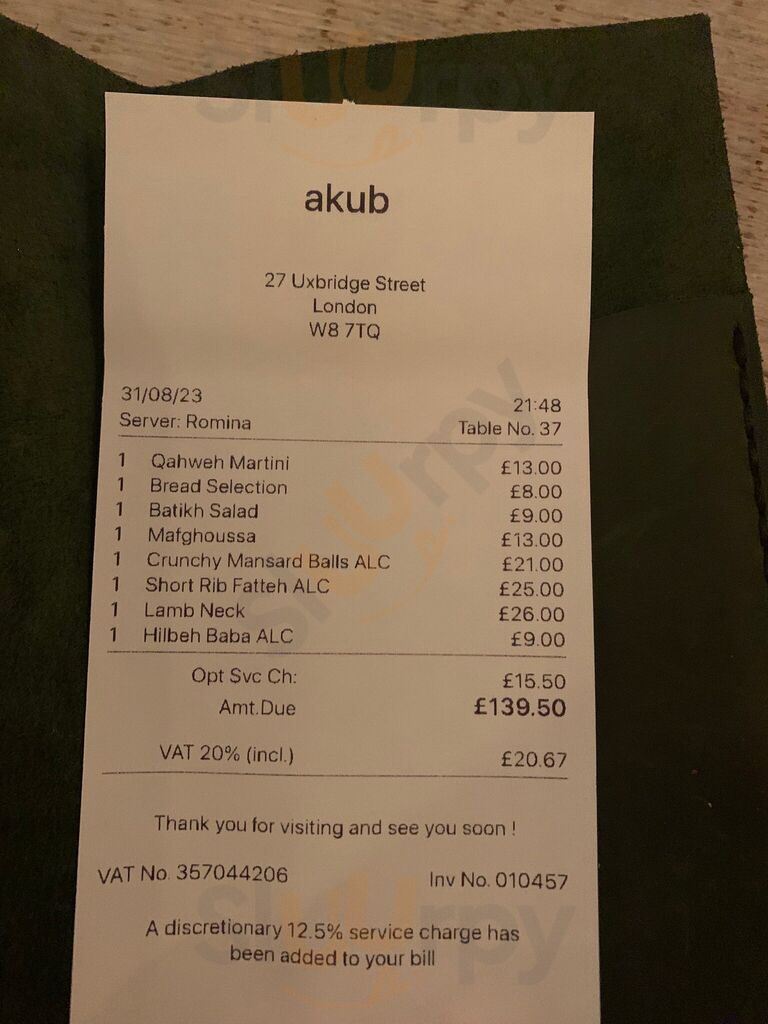 akub
27 Uxbridge Street
London
W8 7TQ
31/08/23 21:48
Server: Romina Table No. 37
1 Qahweh Martini £13.00
1 Bread Selection £8.00
1 Batikh Salad £9.00
1 Mafghoussa £13.00
1 Crunchy Mansard Balls ALC £21.00
1 Short Rib Fatteh ALC £25.00
1 Lamb Neck £26.00
1 Hilbeh Baba ALC £9.00
Opt Svc Ch: £15.50
Amt.Due £139.50
VAT 20% (incl.) £20.67
Thank you for visiting and see you soon !
VAT No. 357044206 Inv No. 010457
A discretionary 12.5% service charge has
been added to your bill
slUUrpy
slUUrpy
slUUrpy